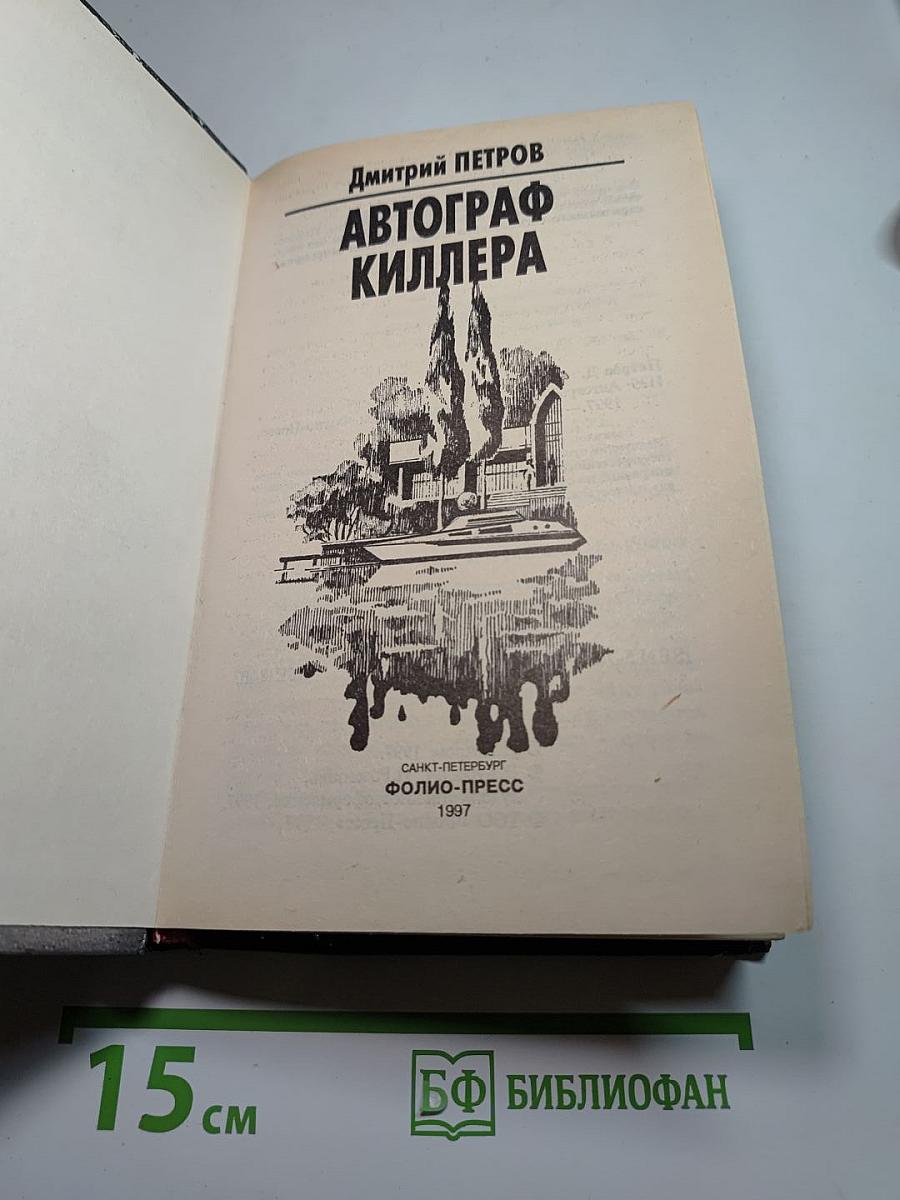 Дмитрий ПЕТРОВ
АВТОГРАФ
КИЛЛЕРА
САНКТ-ПЕТЕРБУРГ
ФОЛИО-ПРЕСС
1997
15 см
БФ БИБЛИОФАН